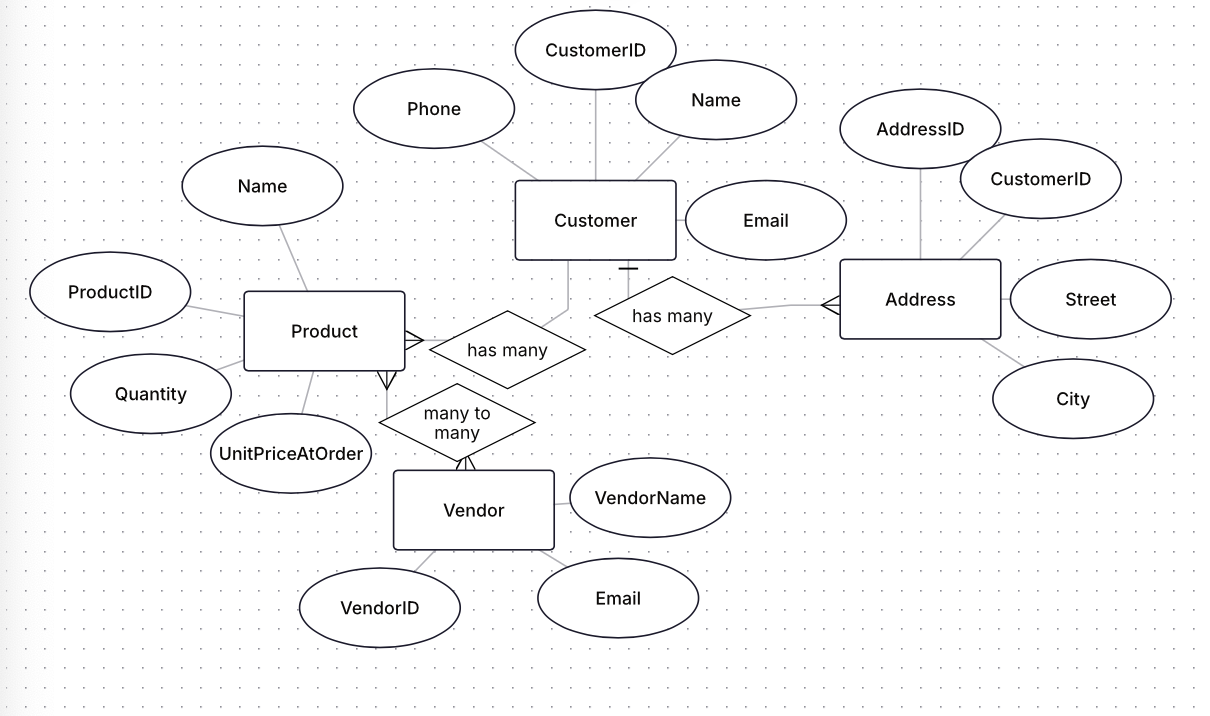 CustomerID
Phone
Name
AddressID
CustomerID
Name
Customer
Email
ProductID
Product
has many
has many
Address
Street
Quantity
UnitPriceAtOrder
many to
many
City
Vendor
VendorName
VendorID
Email